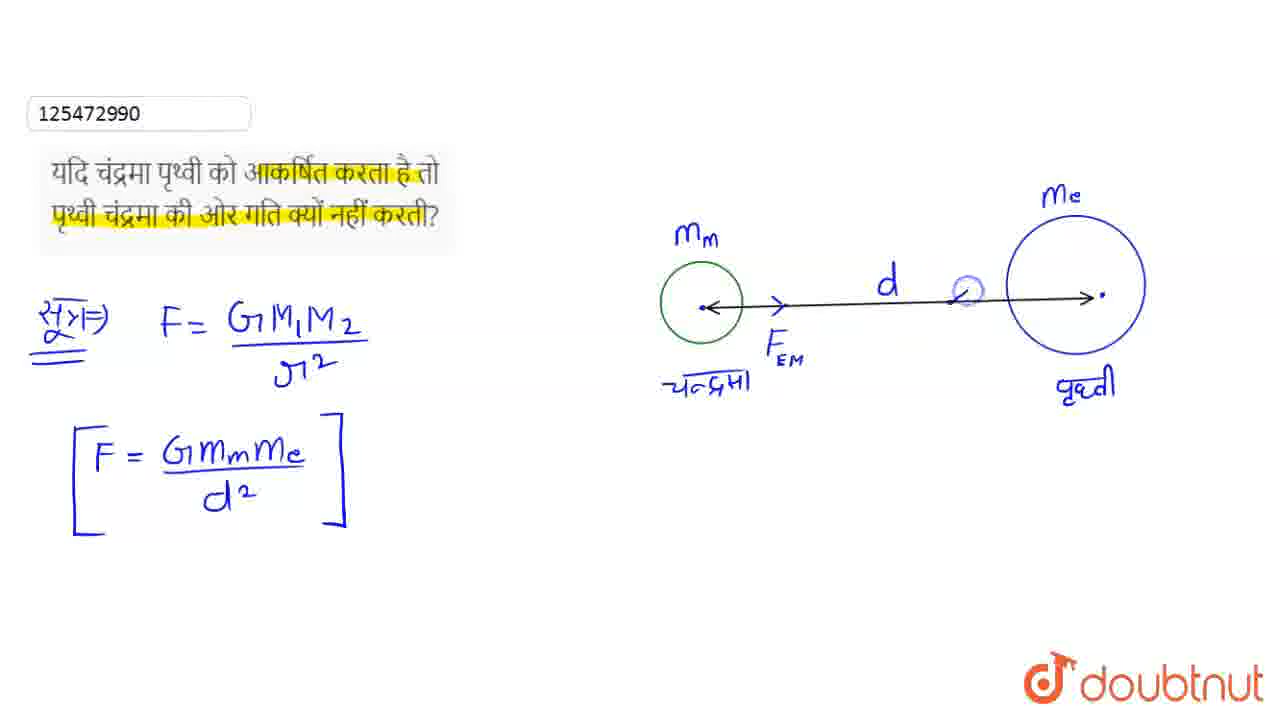 125472990
यदि चंद्रमा पृथ्वी को आकर्षित करता है तो
पृथ्वी चंद्रमा की ओर गति क्यों नहीं करती?
सूत्र⇒ F = GM₁M₂ / r²
[F = GMmMe / d²]
Mm
Me
d
FEM
चन्द्रमा
पृथ्वी
doubtnut